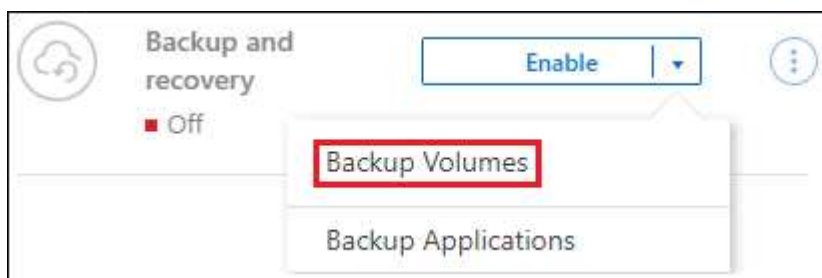 Backup and
recovery
Enable
Off
Backup Volumes
Backup Applications